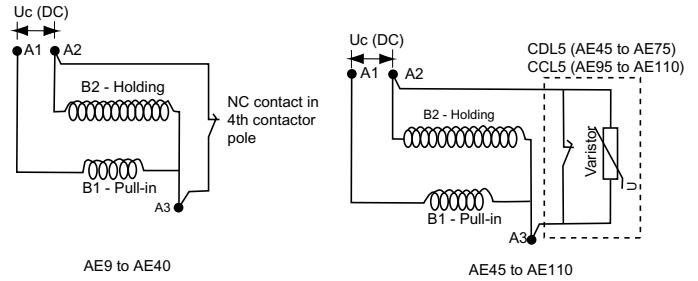 Uc (DC)
A1
A2
B2 - Holding
NC contact in
4th contactor
pole
B1 - Pull-in
A3
AE9 to AE40
Uc (DC)
A1
A2
CDL5 (AE45 to AE75)
CCL5 (AE95 to AE110)
B2 - Holding
Varistor
U
B1 - Pull-in
A3
AE45 to AE110